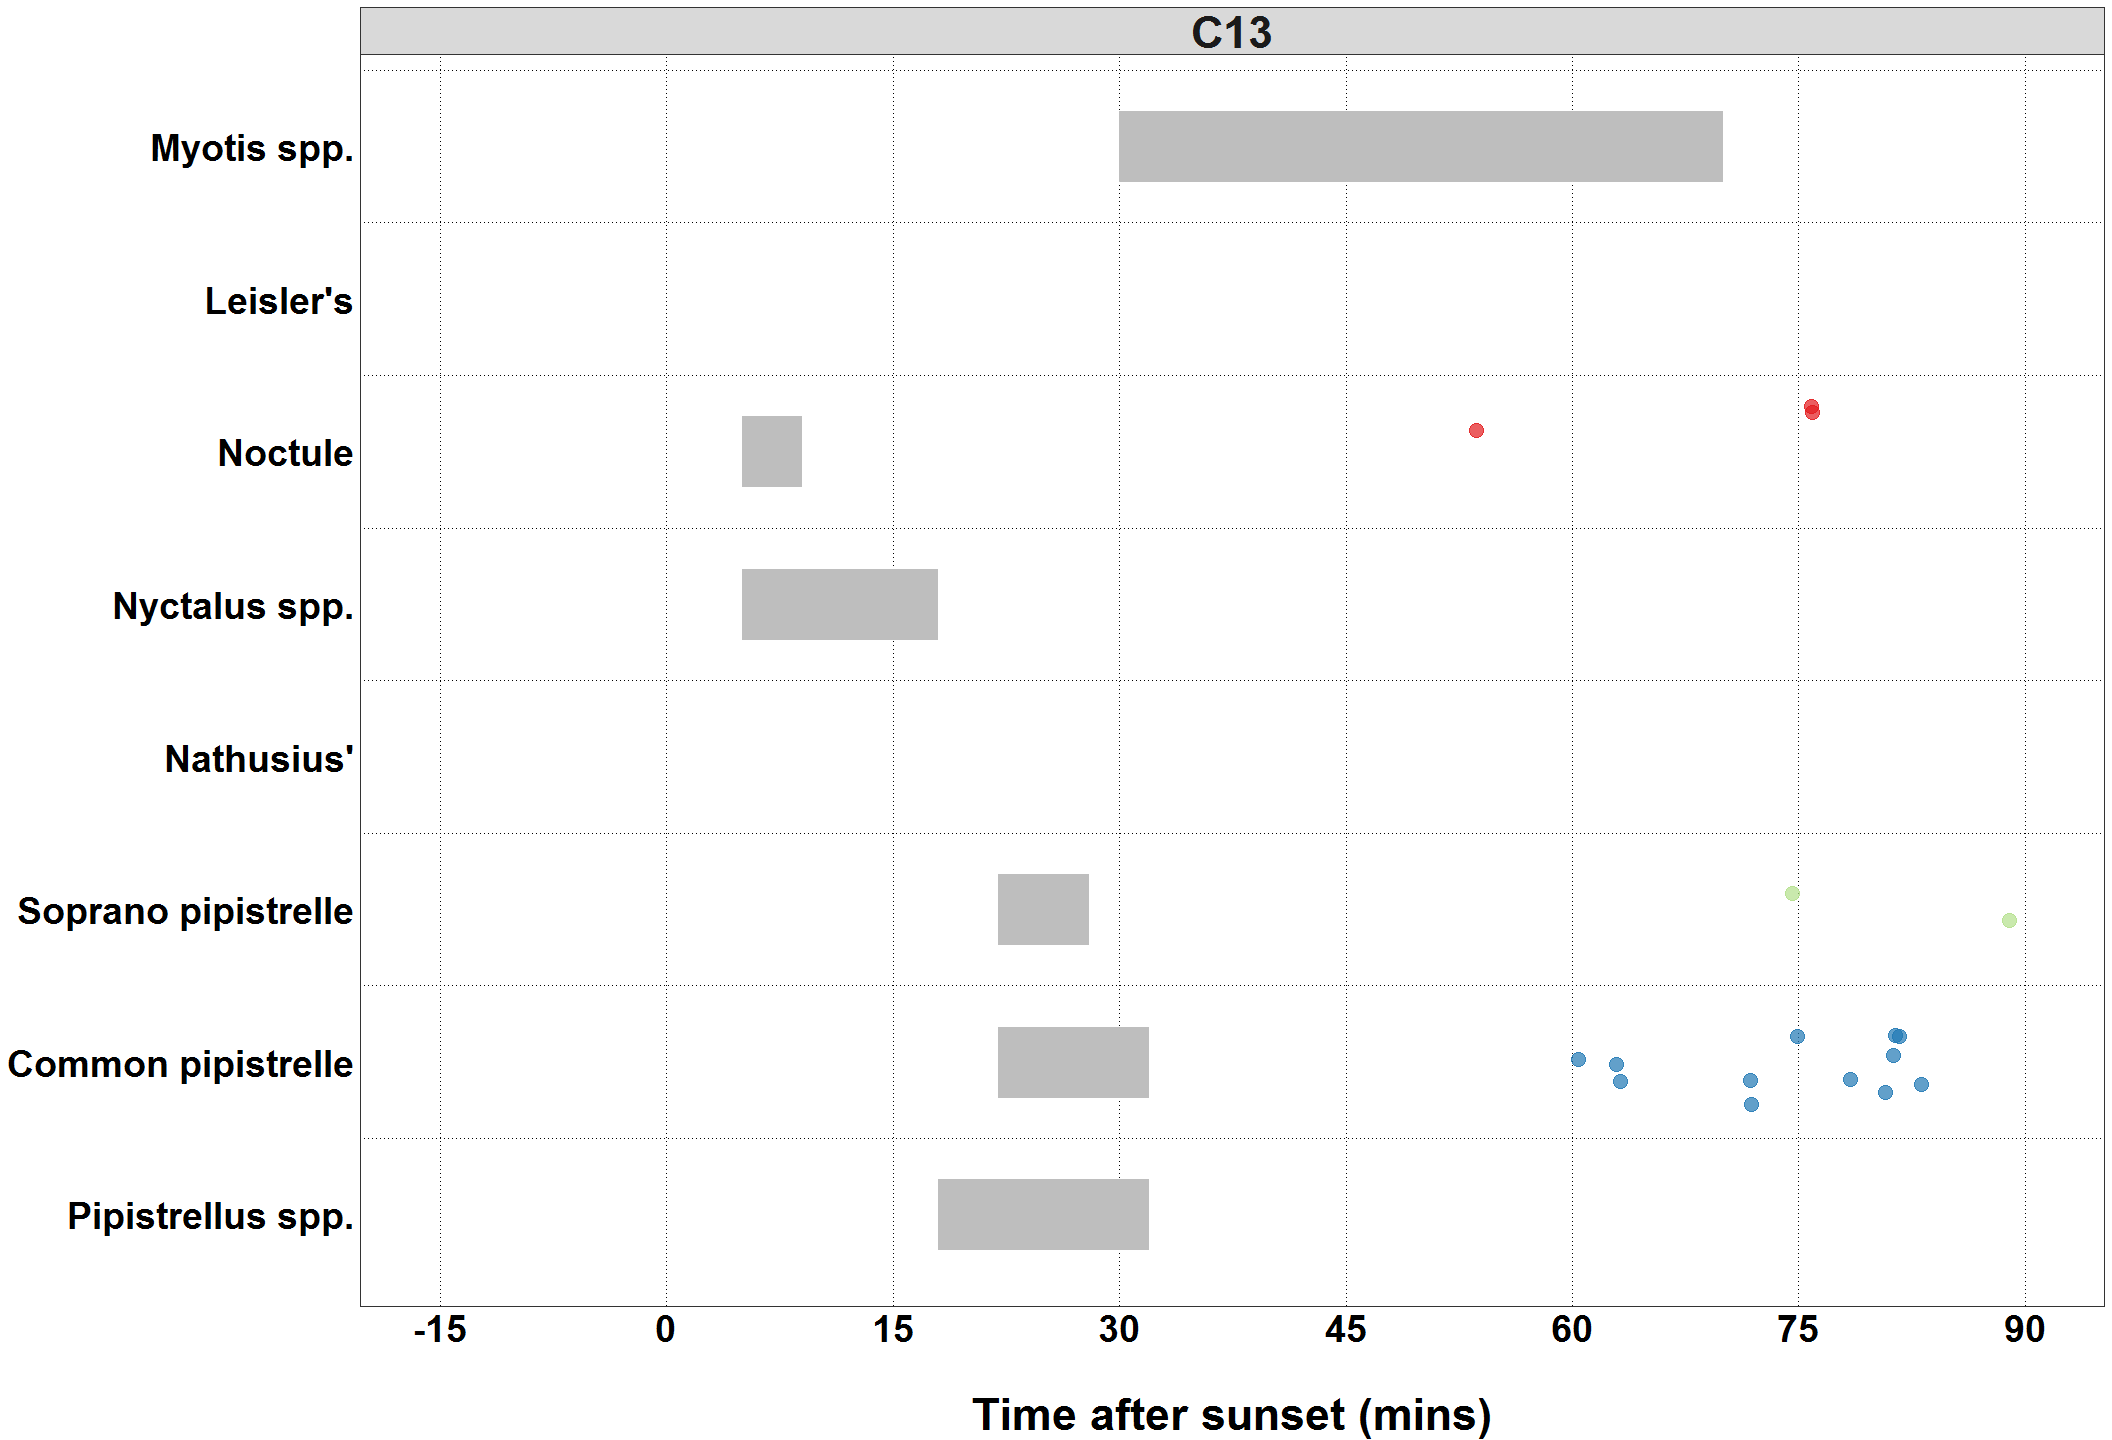 C13
Myotis spp.
Leisler's
Noctule
Nyctalus spp.
Nathusius'
Soprano pipistrelle
Common pipistrelle
Pipistrellus spp.
-15 0 15 30 45 60 75 90
Time after sunset (mins)